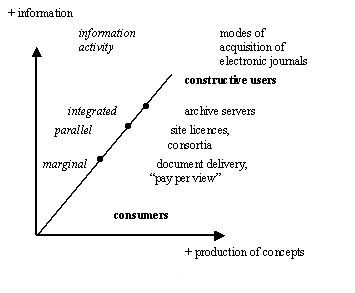 + information
information activity
modes of acquisition of electronic journals
constructive users
integrated
archive servers
parallel
site licences, consortia
marginal
document delivery, “pay per view”
consumers
+ production of concepts